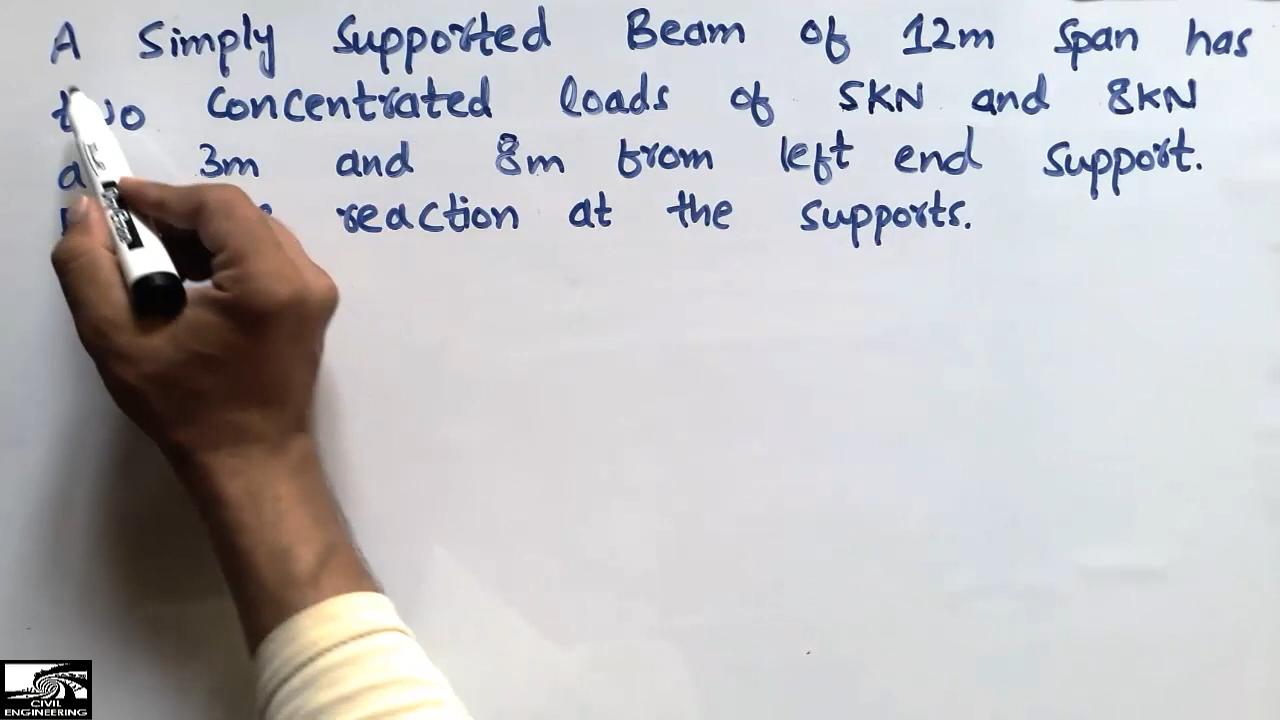 A Simply Supported Beam of 12m Span has
two Concentrated loads of 5KN and 8KN
3m and 8m from left end Support.
reaction at the supports.
CIVIL
ENGINEERING